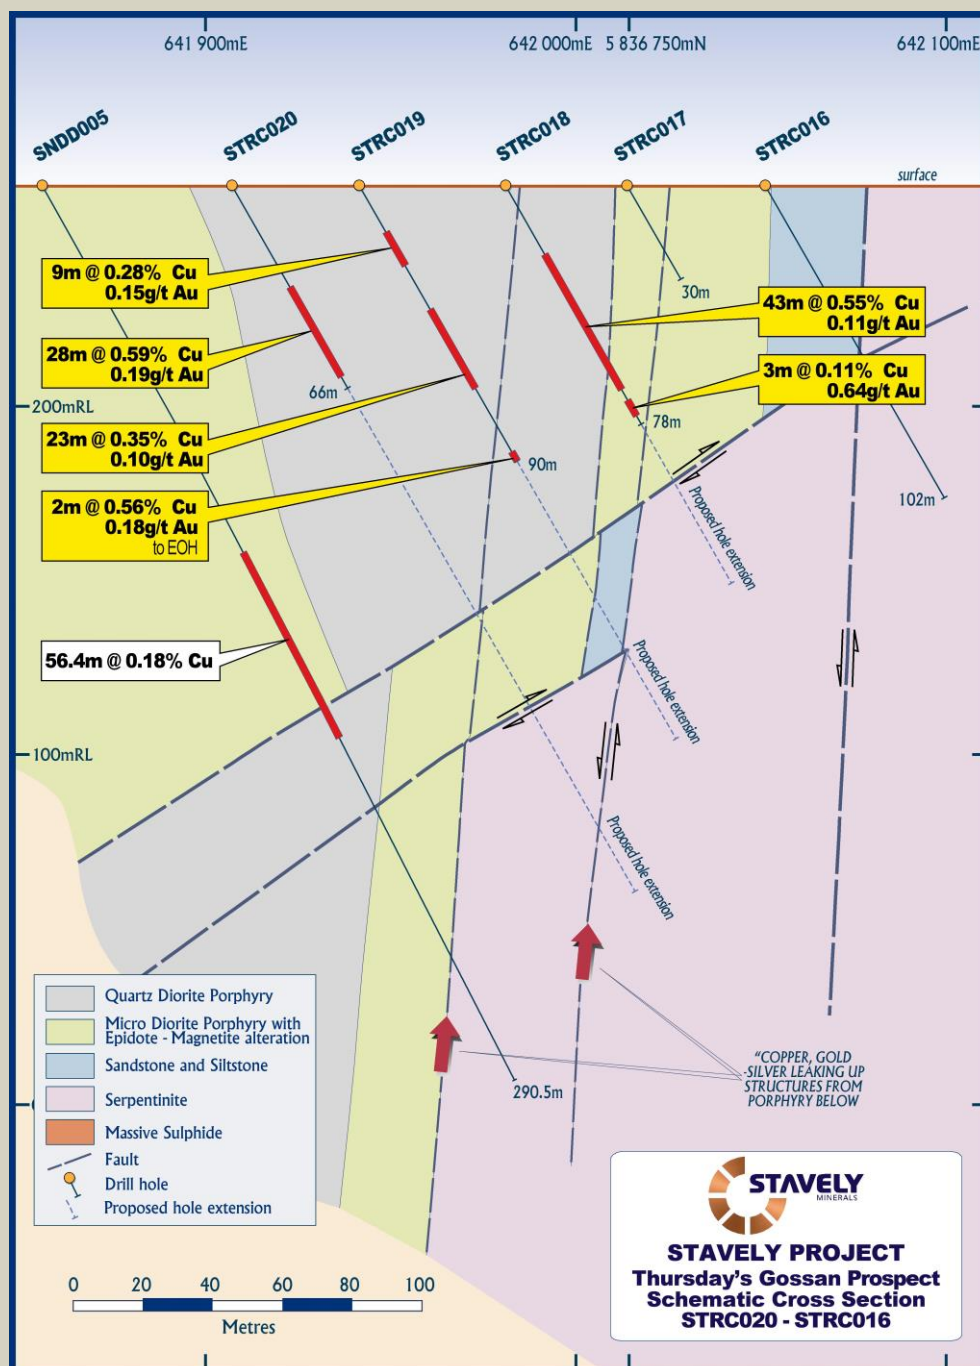 641 900mE
642 000mE
5 836 750mN
642 100mE
SNDD005
STRC020
STRC019
STRC018
STRC017
STRC016
surface
9m @ 0.28% Cu
0.15g/t Au
28m @ 0.59% Cu
0.19g/t Au
23m @ 0.35% Cu
0.10g/t Au
2m @ 0.56% Cu
0.18g/t Au
to EOH
56.4m @ 0.18% Cu
43m @ 0.55% Cu
0.11g/t Au
3m @ 0.11% Cu
0.64g/t Au
30m
66m
78m
90m
102m
290.5m
200mRL
100mRL
Proposed hole extension
Proposed hole extension
Proposed hole extension
"COPPER, GOLD
-SILVER LEAKING UP
STRUCTURES FROM
PORPHYRY BELOW
Quartz Diorite Porphyry
Micro Diorite Porphyry with
Epidote - Magnetite alteration
Sandstone and Siltstone
Serpentinite
Massive Sulphide
Fault
Drill hole
Proposed hole extension
0 20 40 60 80 100
Metres
STAVELY
MINERALS
STAVELY PROJECT
Thursday's Gossan Prospect
Schematic Cross Section
STRC020 - STRC016